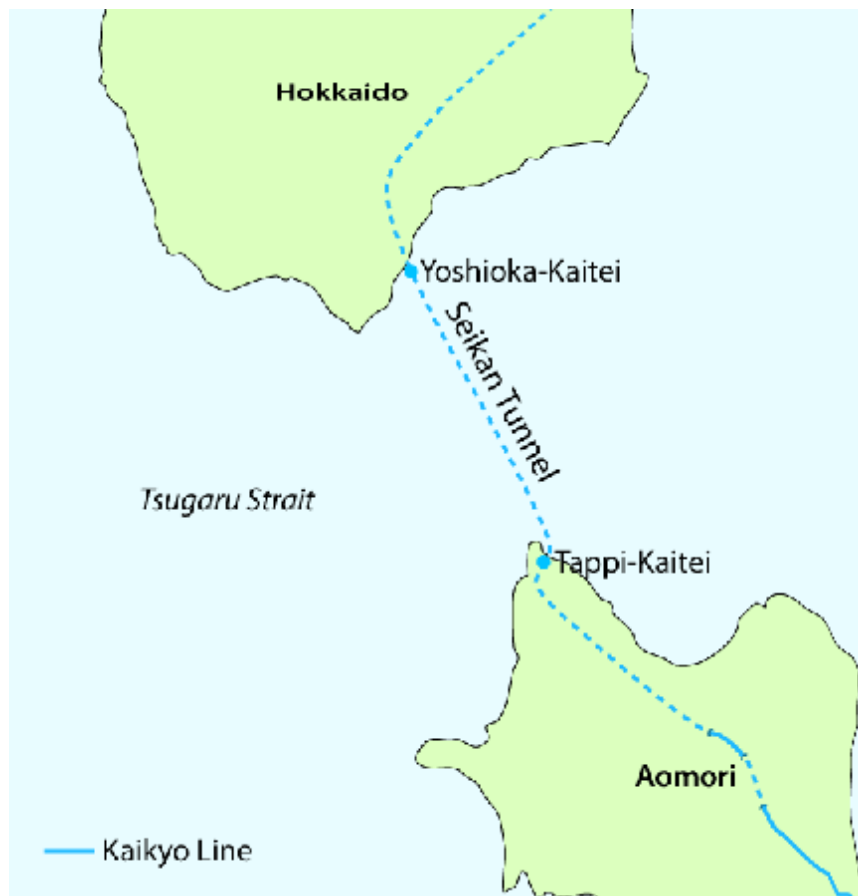 Hokkaido
Yoshioka-Kaitei
Seikan Tunnel
Tsugaru Strait
Tappi-Kaitei
Aomori
Kaikyo Line